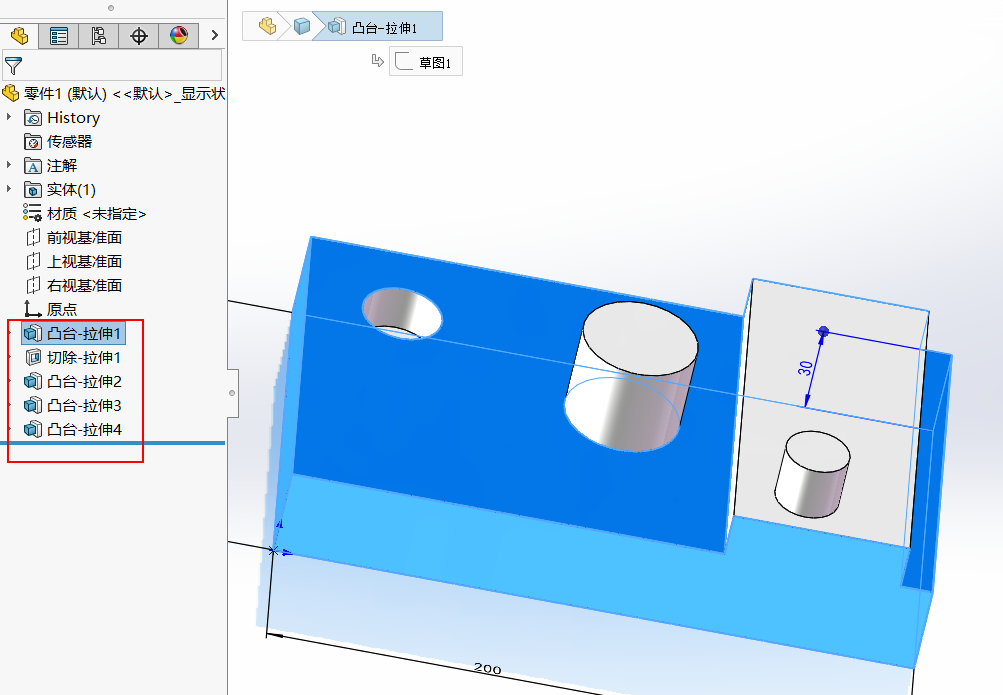 凸台-拉伸1
草图1
零件1 (默认) <<默认>_显示状
History
传感器
注解
实体(1)
材质 <未指定>
前视基准面
上视基准面
右视基准面
原点
凸台-拉伸1
切除-拉伸1
凸台-拉伸2
凸台-拉伸3
凸台-拉伸4
30
200